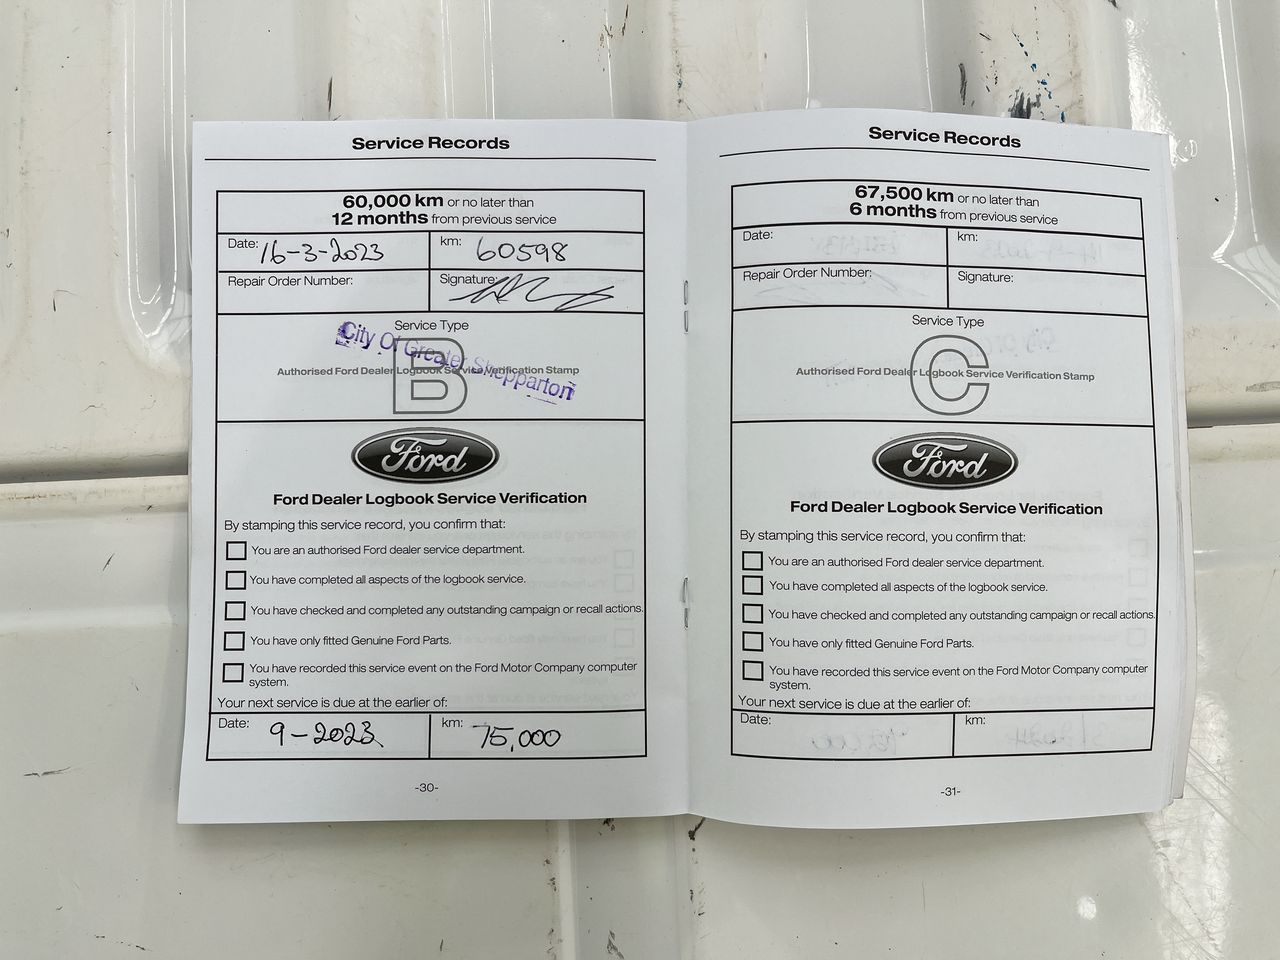 Service Records
60,000 km or no later than
12 months from previous service
Date: 16-3-2023
km: 60598
Repair Order Number:
Signature:
Service Type
B
City Of Greater Shepparton
Authorised Ford Dealer Logbook Service Verification Stamp
Ford
Ford Dealer Logbook Service Verification
By stamping this service record, you confirm that:
You are an authorised Ford dealer service department.
You have completed all aspects of the logbook service.
You have checked and completed any outstanding campaign or recall actions.
You have only fitted Genuine Ford Parts.
You have recorded this service event on the Ford Motor Company computer
system.
Your next service is due at the earlier of:
Date: 9-2023
km: 75,000
-30-
Service Records
67,500 km or no later than
6 months from previous service
Date:
km:
Repair Order Number:
Signature:
Service Type
C
Authorised Ford Dealer Logbook Service Verification Stamp
Ford
Ford Dealer Logbook Service Verification
By stamping this service record, you confirm that:
You are an authorised Ford dealer service department.
You have completed all aspects of the logbook service.
You have checked and completed any outstanding campaign or recall actions.
You have only fitted Genuine Ford Parts.
You have recorded this service event on the Ford Motor Company computer
system.
Your next service is due at the earlier of:
Date:
km:
-31-